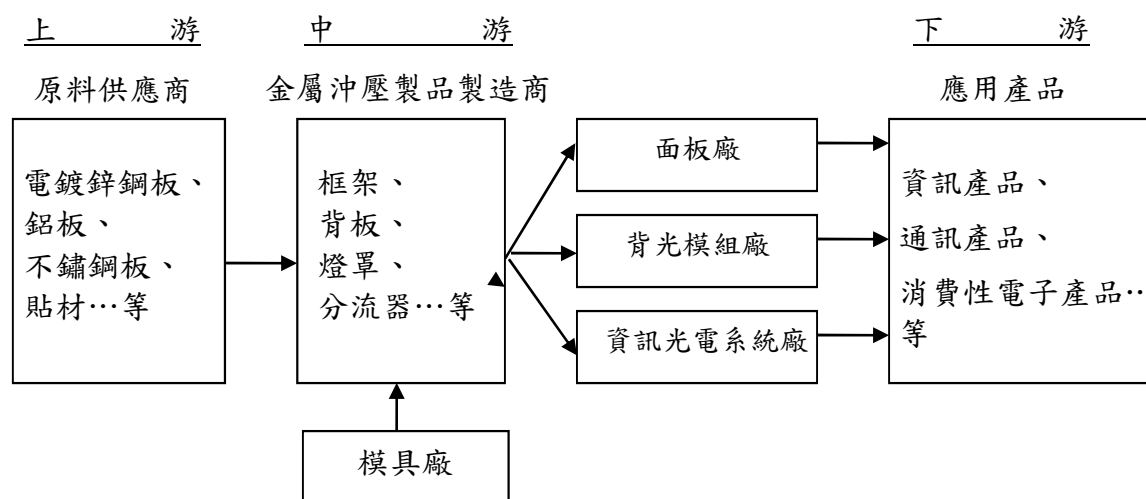 上游
中游
下游
原料供應商
金屬沖壓製品製造商
應用產品
電鍍鋅鋼板、
鋁板、
不鏽鋼板、
貼材…等
框架、
背板、
燈罩、
分流器…等
面板廠
背光模組廠
資訊光電系統廠
資訊產品、
通訊產品、
消費性電子產品…
等
模具廠